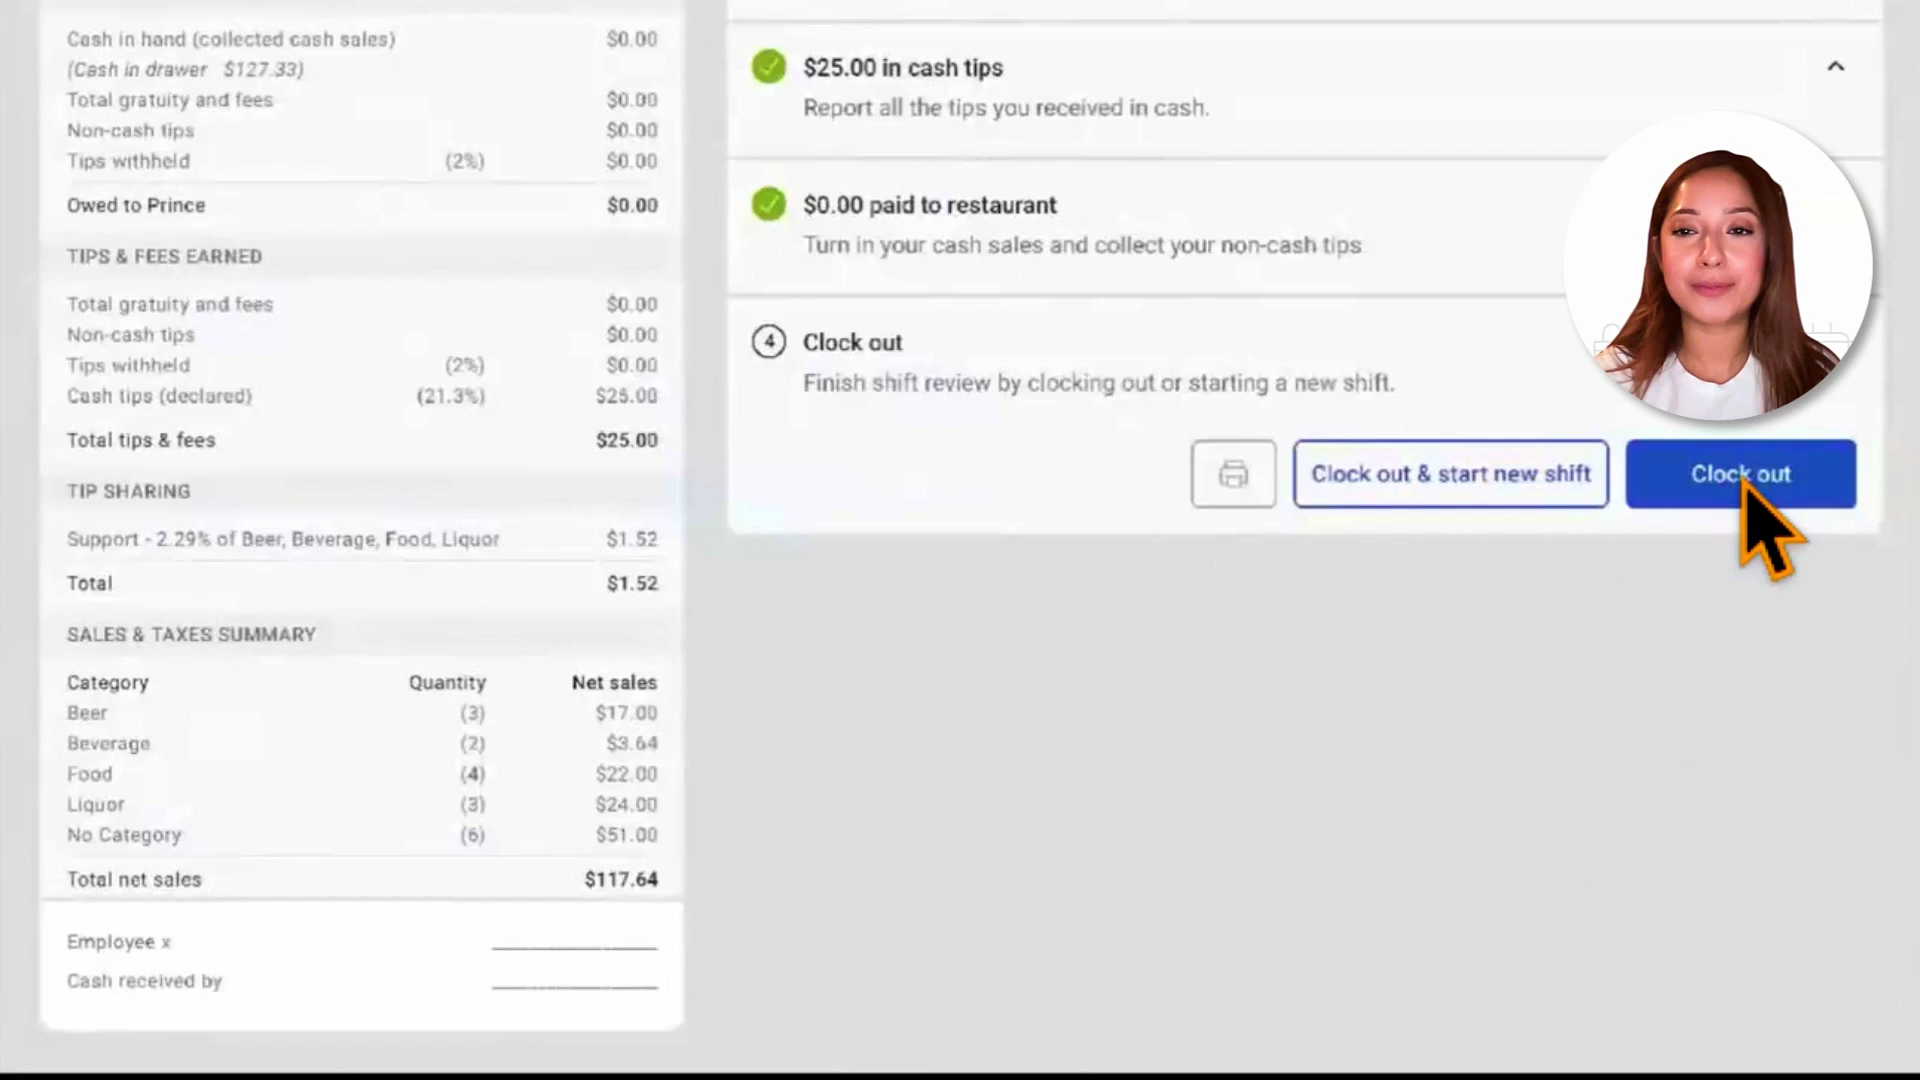 Cash in hand (collected cash sales) $0.00
(Cash in drawer $127.33)
Total gratuity and fees $0.00
Non-cash tips $0.00
Tips withheld (2%) $0.00
Owed to Prince $0.00
TIPS & FEES EARNED
Total gratuity and fees $0.00
Non-cash tips $0.00
Tips withheld (2%) $0.00
Cash tips (declared) (21.3%) $25.00
Total tips & fees $25.00
TIP SHARING
Support - 2.29% of Beer, Beverage, Food, Liquor $1.52
Total $1.52
SALES & TAXES SUMMARY
Category Quantity Net sales
Beer (3) $17.00
Beverage (2) $3.64
Food (4) $22.00
Liquor (3) $24.00
No Category (6) $51.00
Total net sales $117.64
Employee x
Cash received by
$25.00 in cash tips
Report all the tips you received in cash.
$0.00 paid to restaurant
Turn in your cash sales and collect your non-cash tips
4 Clock out
Finish shift review by clocking out or starting a new shift.
Clock out & start new shift
Clock out